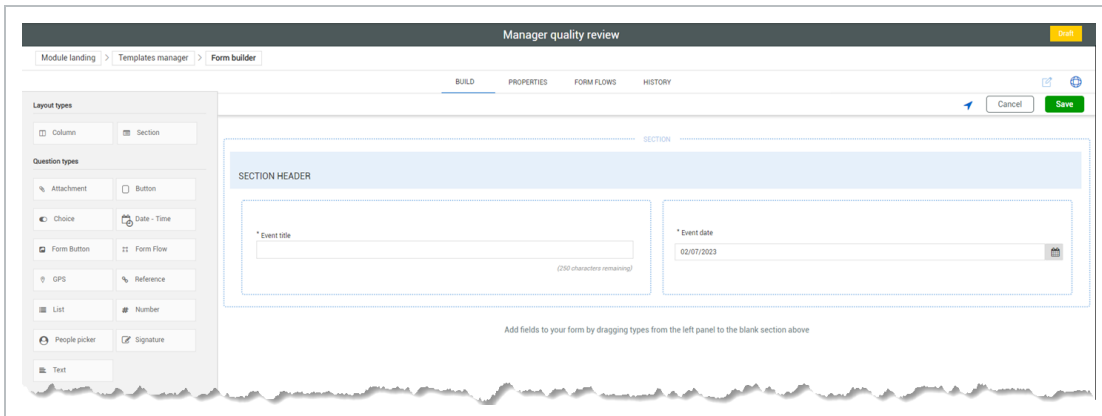 Manager quality review
Draft
Module landing > Templates manager > Form builder
BUILD PROPERTIES FORM FLOWS HISTORY
Layout types
Cancel Save
Column Section
SECTION
Question types
SECTION HEADER
Attachment Button
Choice Date - Time
* Event title
* Event date
02/07/2023
Form Button Form Flow
(250 characters remaining)
GPS Reference
List # Number
Add fields to your form by dragging types from the left panel to the blank section above
People picker Signature
Text